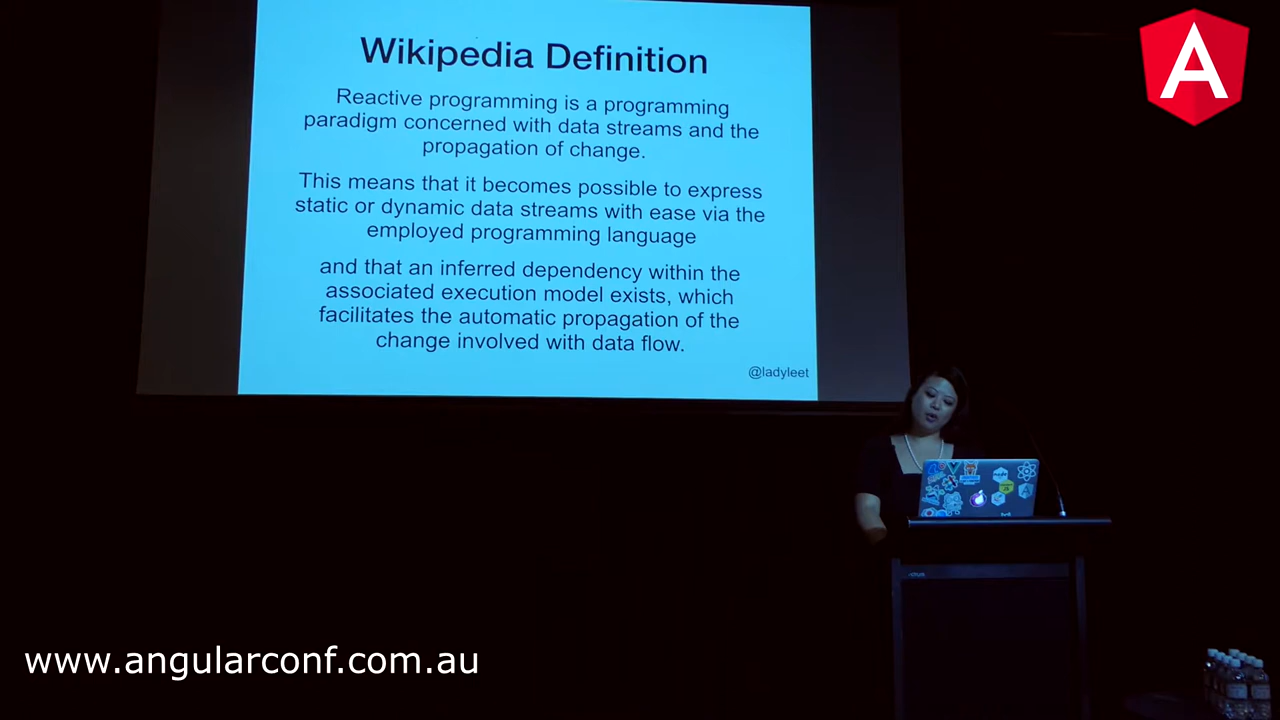 Wikipedia Definition
Reactive programming is a programming
paradigm concerned with data streams and the
propagation of change.
This means that it becomes possible to express
static or dynamic data streams with ease via the
employed programming language
and that an inferred dependency within the
associated execution model exists, which
facilitates the automatic propagation of the
change involved with data flow.
@ladyleet
A
www.angularconf.com.au